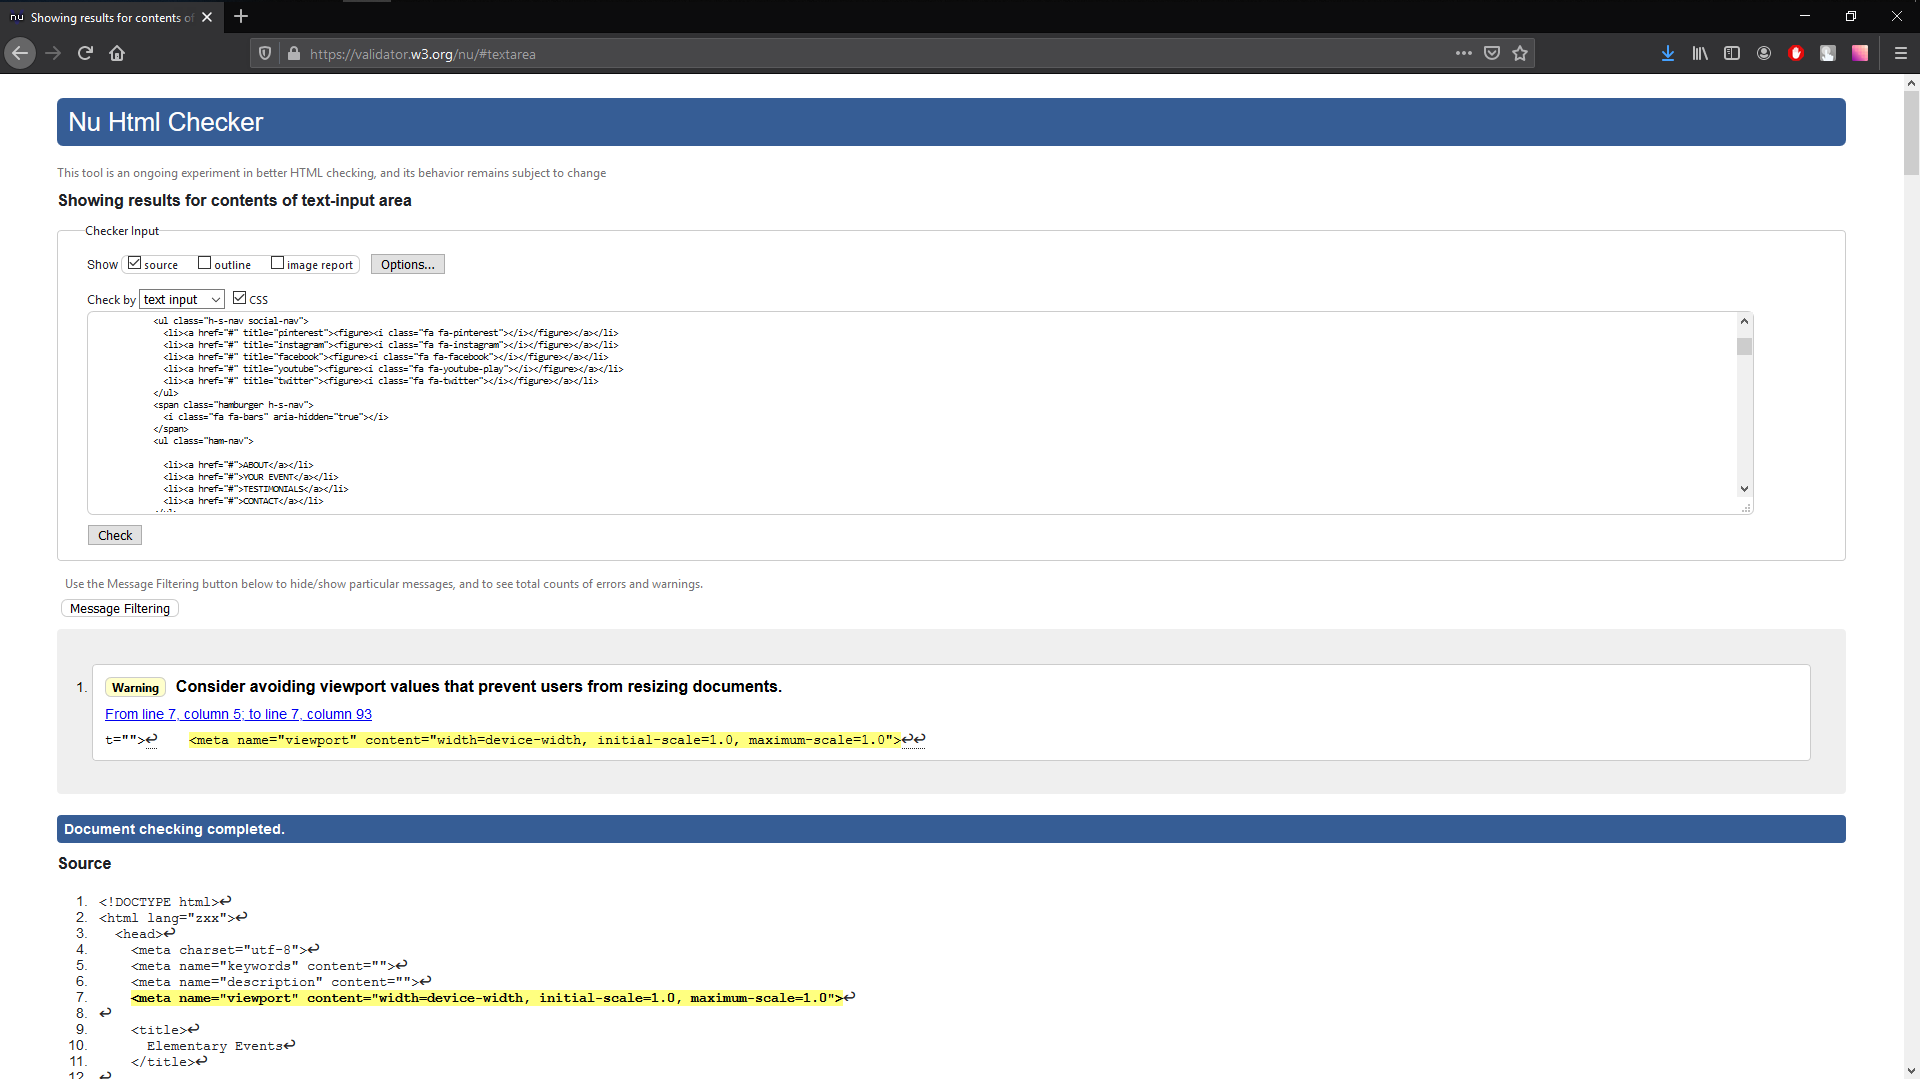 nu Showing results for contents of
https://validator.w3.org/nu/#textarea
Nu Html Checker
This tool is an ongoing experiment in better HTML checking, and its behavior remains subject to change
Showing results for contents of text-input area
Checker Input
Show source outline image report Options...
Check by text input CSS
<ul class="h-s-nav social-nav">
<li><a href="#" title="pinterest"><figure><i class="fa fa-pinterest"></i></figure></a></li>
<li><a href="#" title="instagram"><figure><i class="fa fa-instagram"></i></figure></a></li>
<li><a href="#" title="facebook"><figure><i class="fa fa-facebook"></i></figure></a></li>
<li><a href="#" title="youtube"><figure><i class="fa fa-youtube-play"></i></figure></a></li>
<li><a href="#" title="twitter"><figure><i class="fa fa-twitter"></i></figure></a></li>
</ul>
<span class="hamburger h-s-nav">
<i class="fa fa-bars" aria-hidden="true"></i>
</span>
<ul class="ham-nav">
<li><a href="#">ABOUT</a></li>
<li><a href="#">YOUR EVENT</a></li>
<li><a href="#">TESTIMONIALS</a></li>
<li><a href="#">CONTACT</a></li>
</ul>
Check
Use the Message Filtering button below to hide/show particular messages, and to see total counts of errors and warnings.
Message Filtering
1. Warning Consider avoiding viewport values that prevent users from resizing documents.
From line 7, column 5; to line 7, column 93
t="">↩ <meta name="viewport" content="width=device-width, initial-scale=1.0, maximum-scale=1.0">↩↩
Document checking completed.
Source
1. <!DOCTYPE html>↩
2. <html lang="zxx">↩
3. <head>↩
4. <meta charset="utf-8">↩
5. <meta name="keywords" content="">↩
6. <meta name="description" content="">↩
7. <meta name="viewport" content="width=device-width, initial-scale=1.0, maximum-scale=1.0">↩
8. ↩
9. <title>↩
10. Elementary Events↩
11. </title>↩
12. ↩